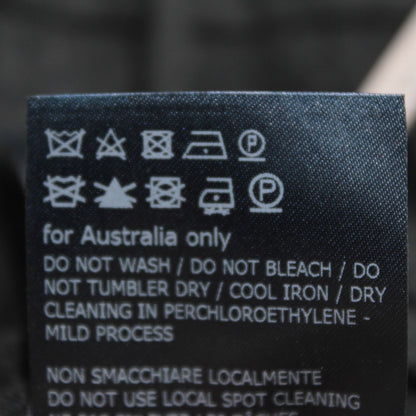 P
P
for Australia only
DO NOT WASH / DO NOT BLEACH / DO
NOT TUMBLER DRY / COOL IRON / DRY
CLEANING IN PERCHLOROETHYLENE -
MILD PROCESS
NON SMACCHIARE LOCALMENTE
DO NOT USE LOCAL SPOT CLEANING